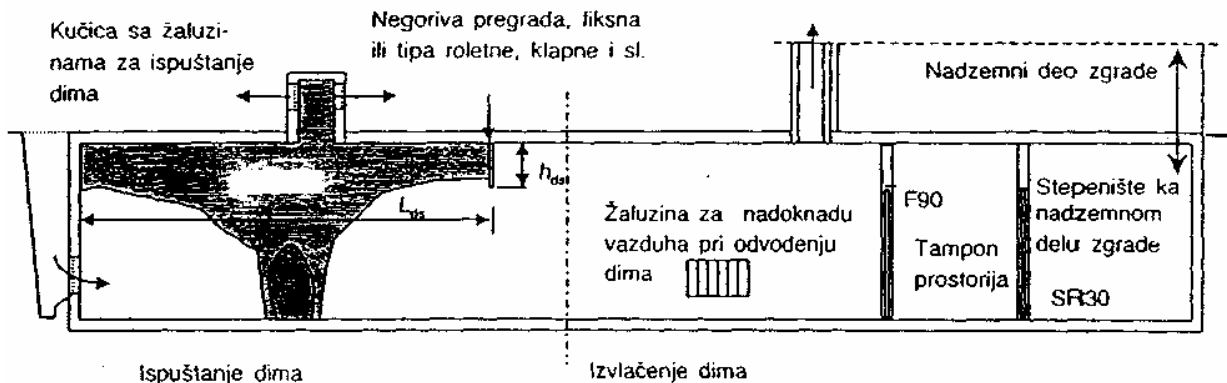 Kućica sa žaluzi-
nama za ispuštanje
dima
Negoriva pregrada, fiksna
ili tipa roletne, klapne i sl.
Nadzemni deo zgrade
h_ds
L_ds
Žaluzina za nadoknadu
vazduha pri odvođenju
dima
F90
Tampon
prostorija
Stepenište ka
nadzemnom
delu zgrade
SR30
Ispuštanje dima
Izvlačenje dima